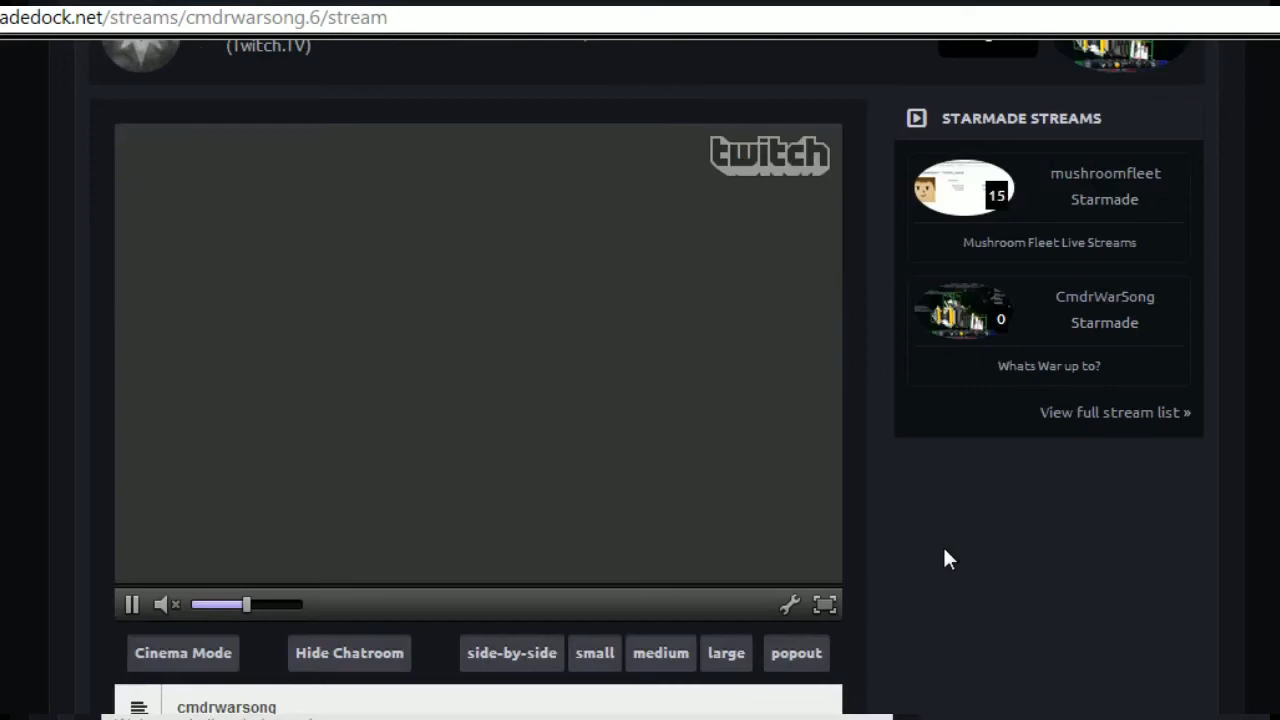 adedock.net/streams/cmdrwarsong.6/stream
(Twitch.TV)
twitch
STARMADE STREAMS
15
mushroomfleet
Starmade
Mushroom Fleet Live Streams
0
CmdrWarSong
Starmade
Whats War up to?
View full stream list »
Cinema Mode
Hide Chatroom
side-by-side
small
medium
large
popout
cmdrwarsong